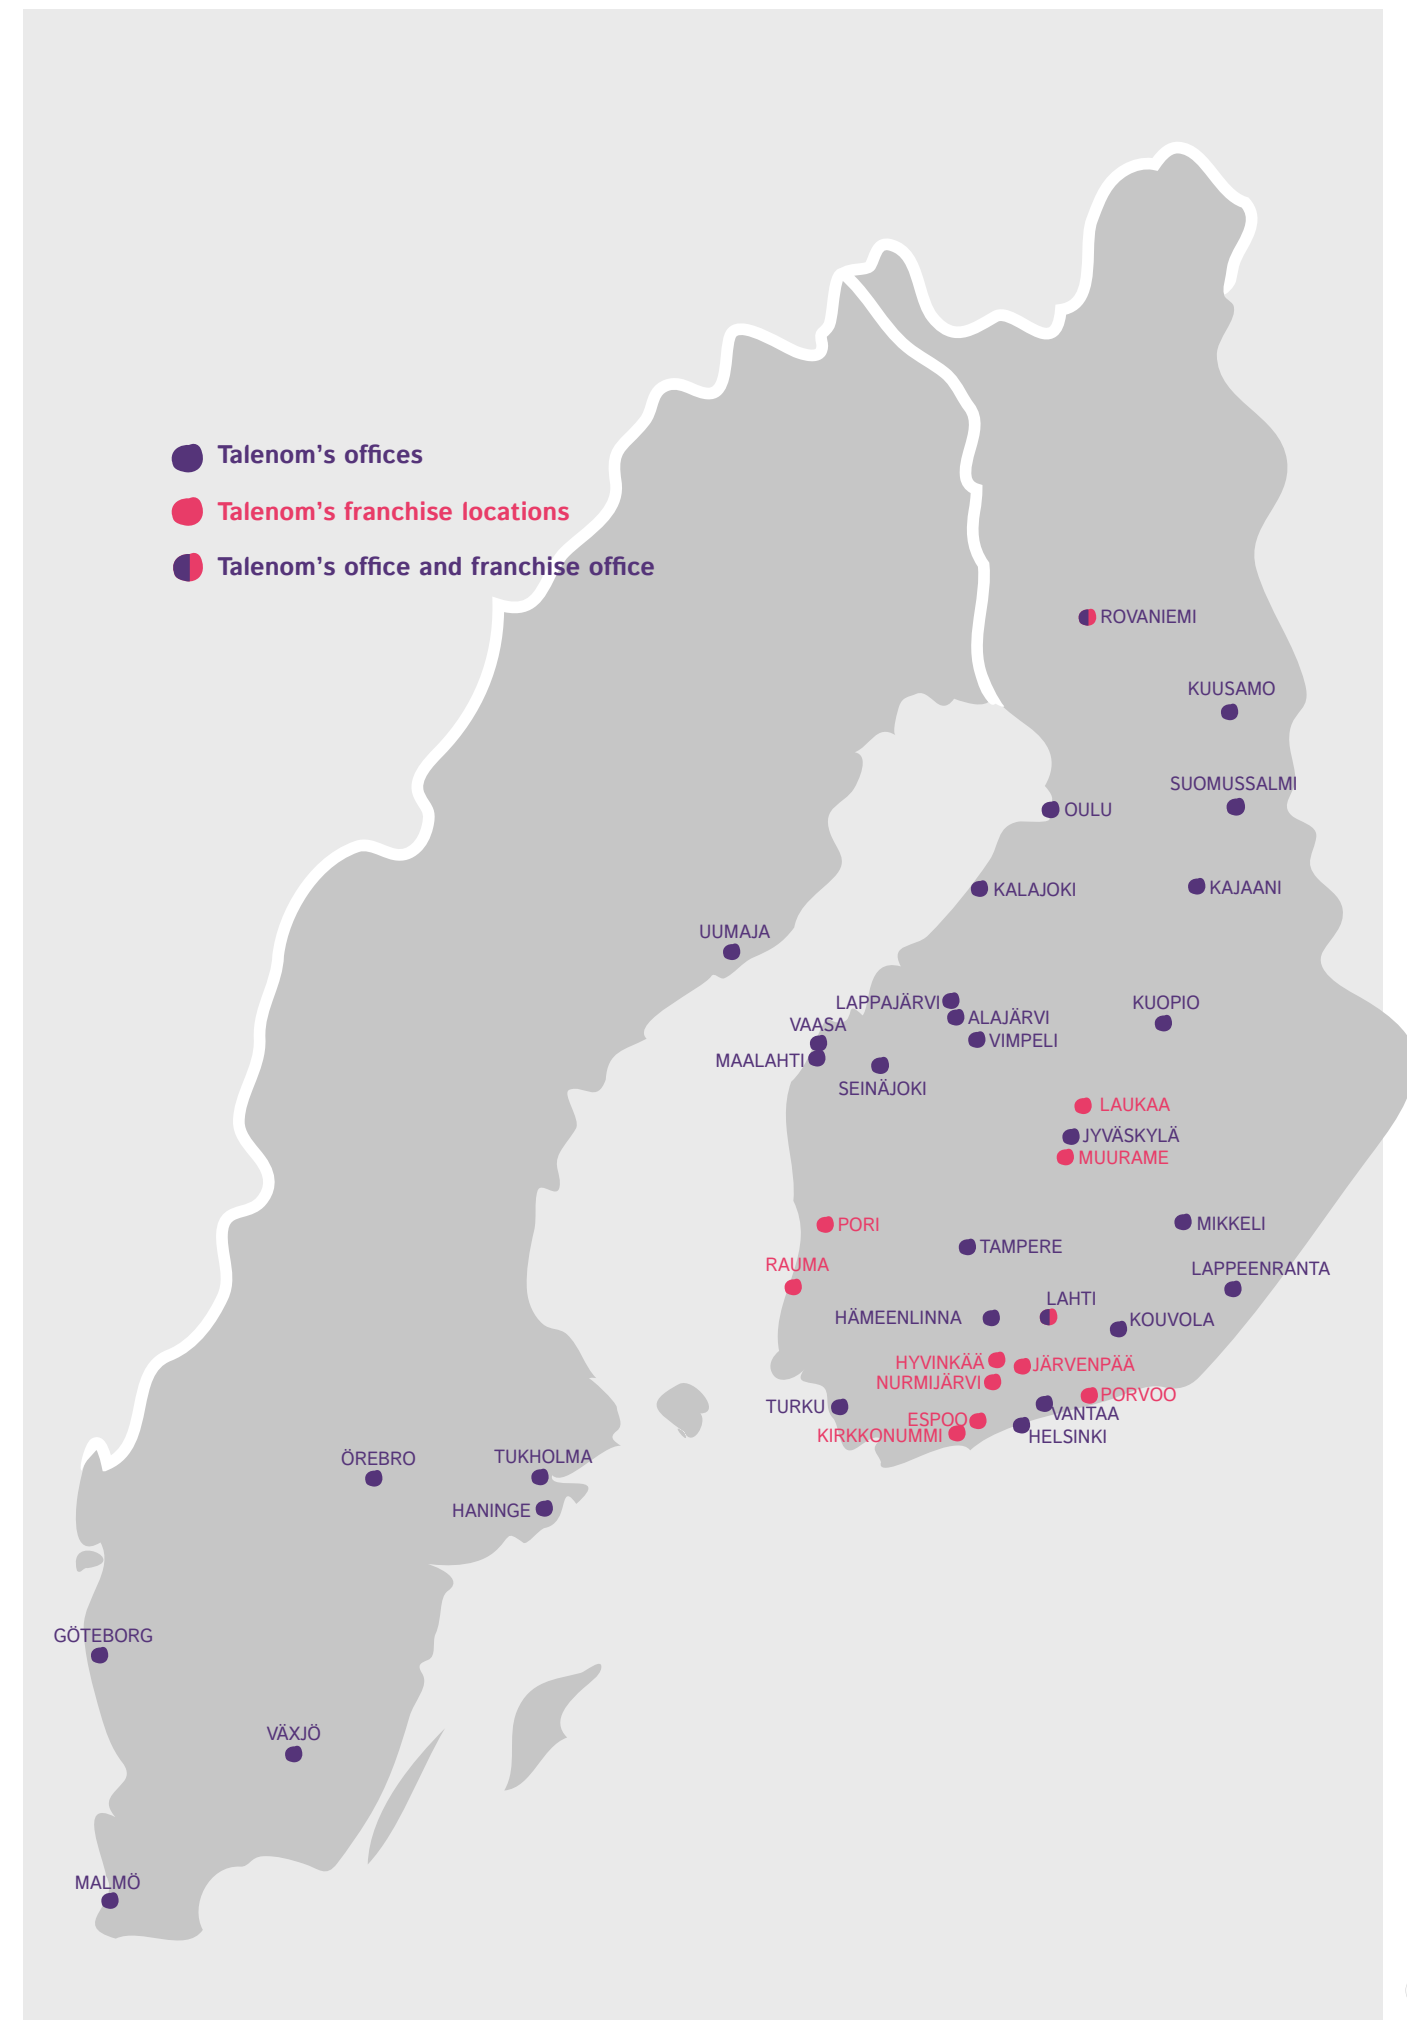 Talenom's offices
Talenom's franchise locations
Talenom's office and franchise office
ROVANIEMI
KUUSAMO
SUOMUSSALMI
OULU
KALAJOKI
KAJAANI
UUMAJA
LAPPAJÄRVI
KUOPIO
ALAJÄRVI
VAASA
VIMPELI
MAALAHTI
SEINÄJOKI
LAUKAA
JYVÄSKYLÄ
MUURAME
PORI
MIKKELI
TAMPERE
RAUMA
LAPPEENRANTA
LAHTI
HÄMEENLINNA
KOUVOLA
HYVINKÄÄ
JÄRVENPÄÄ
NURMIJÄRVI
PORVOO
TURKU
VANTAA
ESPOO
KIRKKONUMMI
HELSINKI
ÖREBRO
TUKHOLMA
HANINGE
GÖTEBORG
VÄXJÖ
MALMÖ